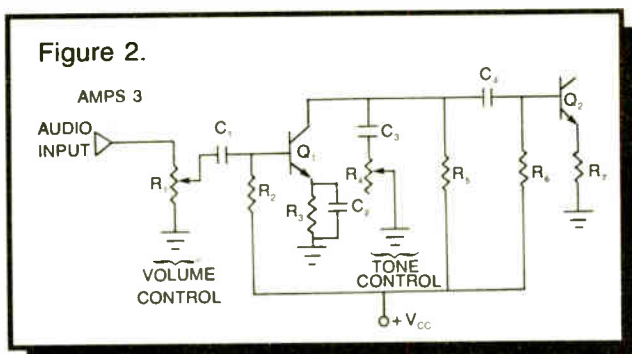 Figure 2.
AMPS 3
AUDIO
INPUT
R₁
C₁
R₂
Q₁
R₃
C₂
C₃
R₄
R₅
C₄
R₆
Q₂
R₇
VOLUME
CONTROL
TONE
CONTROL
+ Vcc